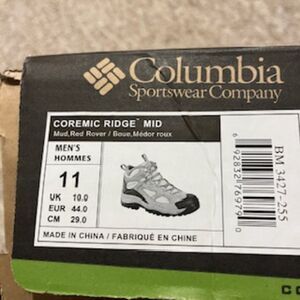 Columbia
Sportswear Company
COREMIC RIDGE™ MID
Mud,Red Rover / Boue,Médor roux
MEN'S
HOMMES
11
UK 10.0
EUR 44.0
CM 29.0
MADE IN CHINA / FABRIQUÉ EN CHINE
BM 3427-255